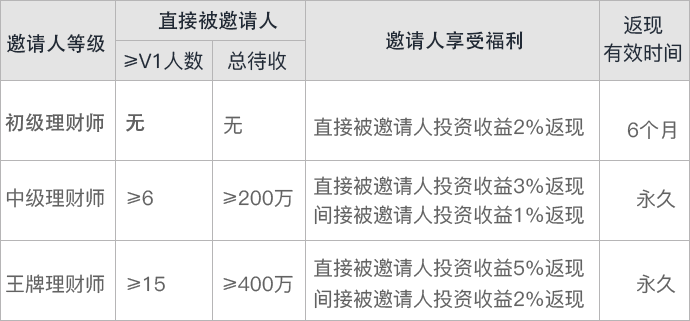 邀请人等级
直接被邀请人
≥V1人数
总待收
邀请人享受福利
返现
有效时间
初级理财师
无
无
直接被邀请人投资收益2%返现
6个月
中级理财师
≥6
≥200万
直接被邀请人投资收益3%返现
间接被邀请人投资收益1%返现
永久
王牌理财师
≥15
≥400万
直接被邀请人投资收益5%返现
间接被邀请人投资收益2%返现
永久